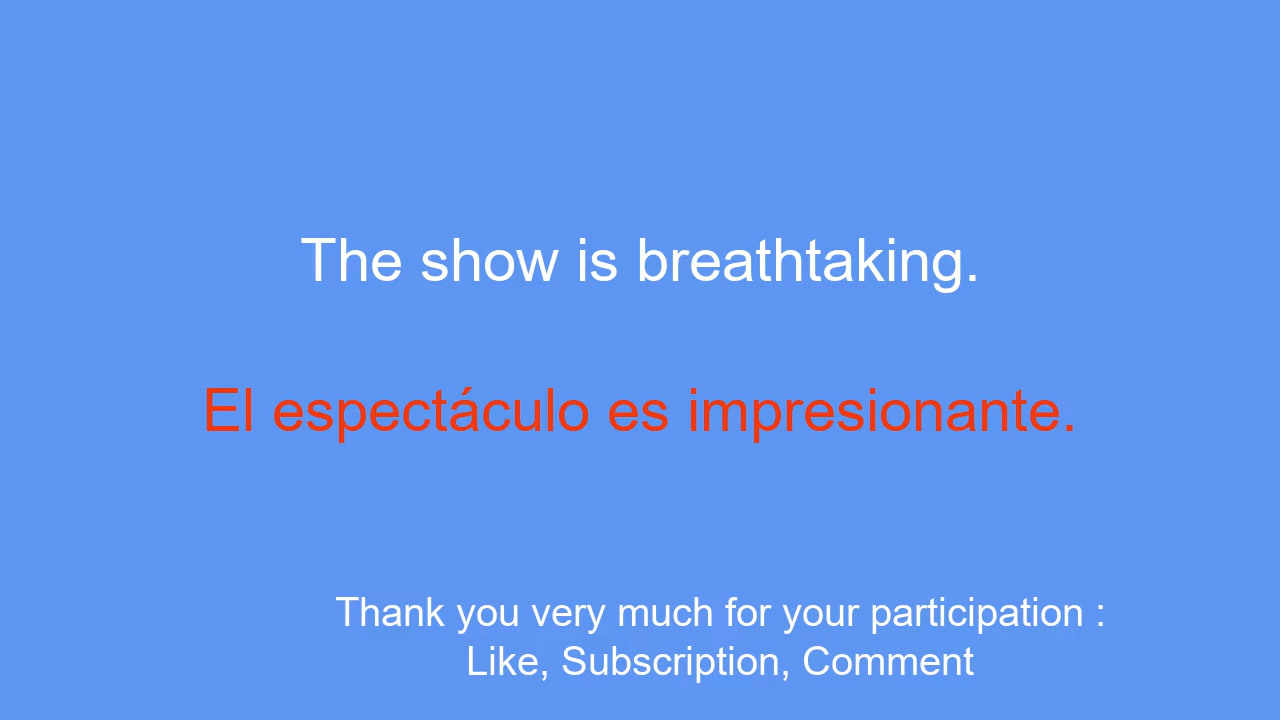 The show is breathtaking.
El espectáculo es impresionante.
Thank you very much for your participation :
Like, Subscription, Comment